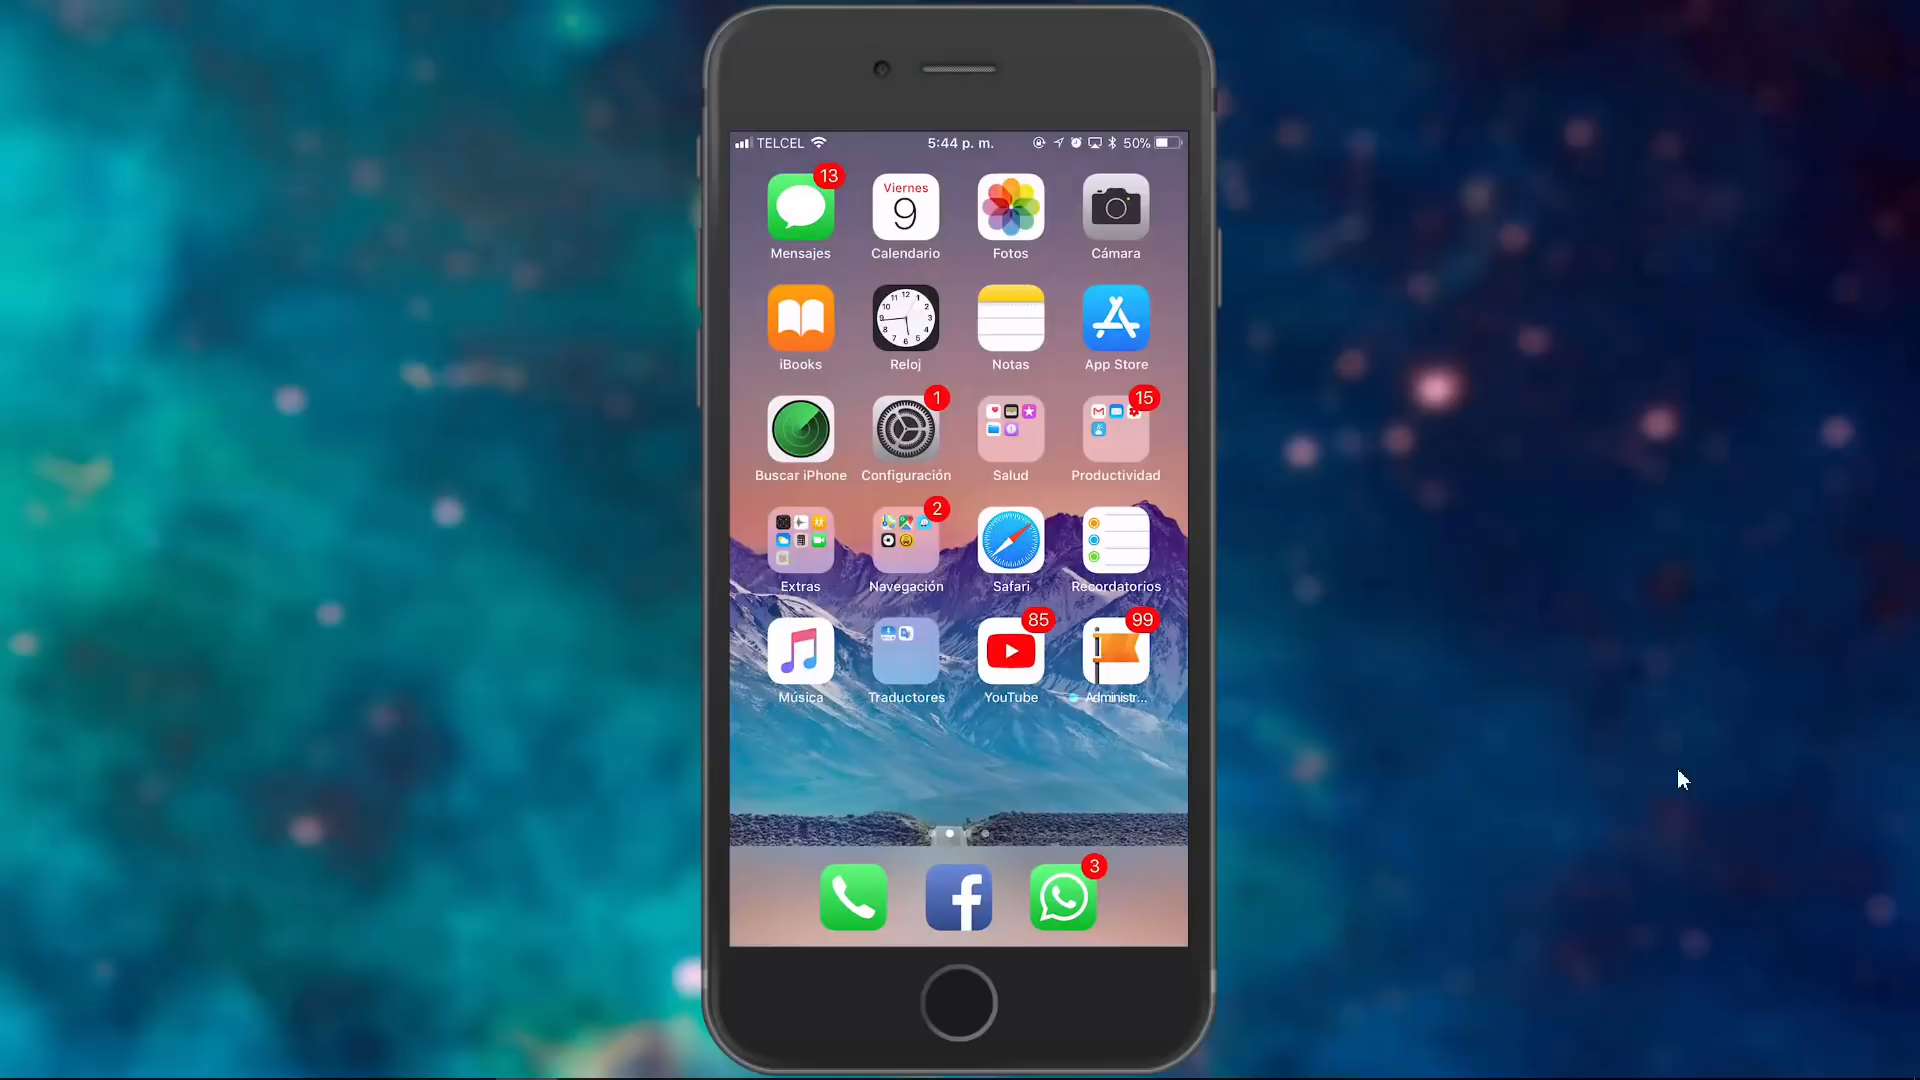 TELCEL 5:44 p. m. 50%
13
Viernes
9
Mensajes Calendario Fotos Cámara
iBooks Reloj Notas App Store
1 15
Buscar iPhone Configuración Salud Productividad
2
Extras Navegación Safari Recordatorios
85 99
Música Traductores YouTube Administr...
3